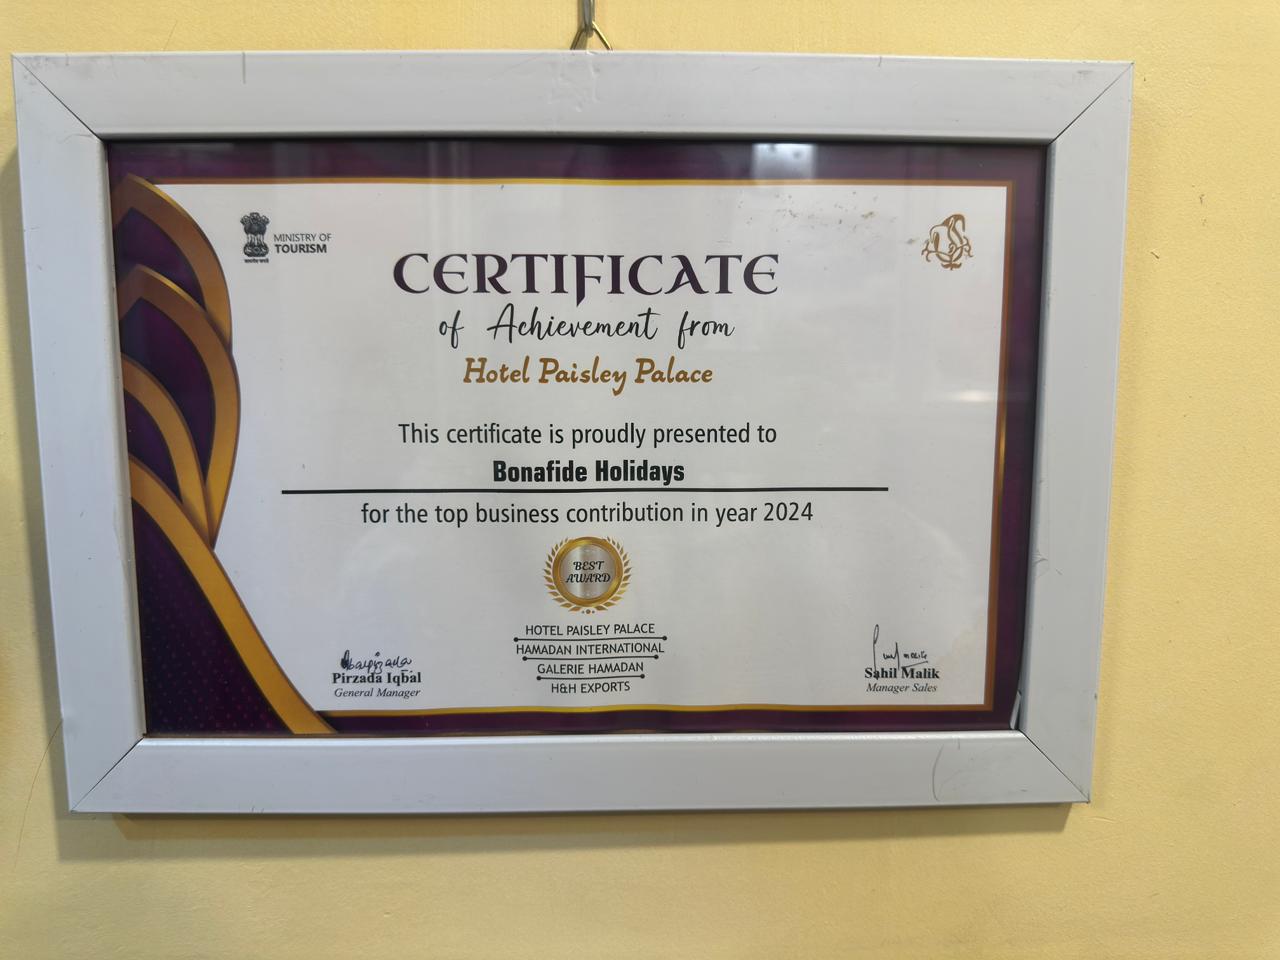 MINISTRY OF
TOURISM
CERTIFICATE
of Achievement from
Hotel Paisley Palace
This certificate is proudly presented to
Bonafide Holidays
for the top business contribution in year 2024
BEST
AWARD
HOTEL PAISLEY PALACE
HAMADAN INTERNATIONAL
GALERIE HAMADAN
H&H EXPORTS
Pirzada Iqbal
General Manager
Sahil Malik
Manager Sales